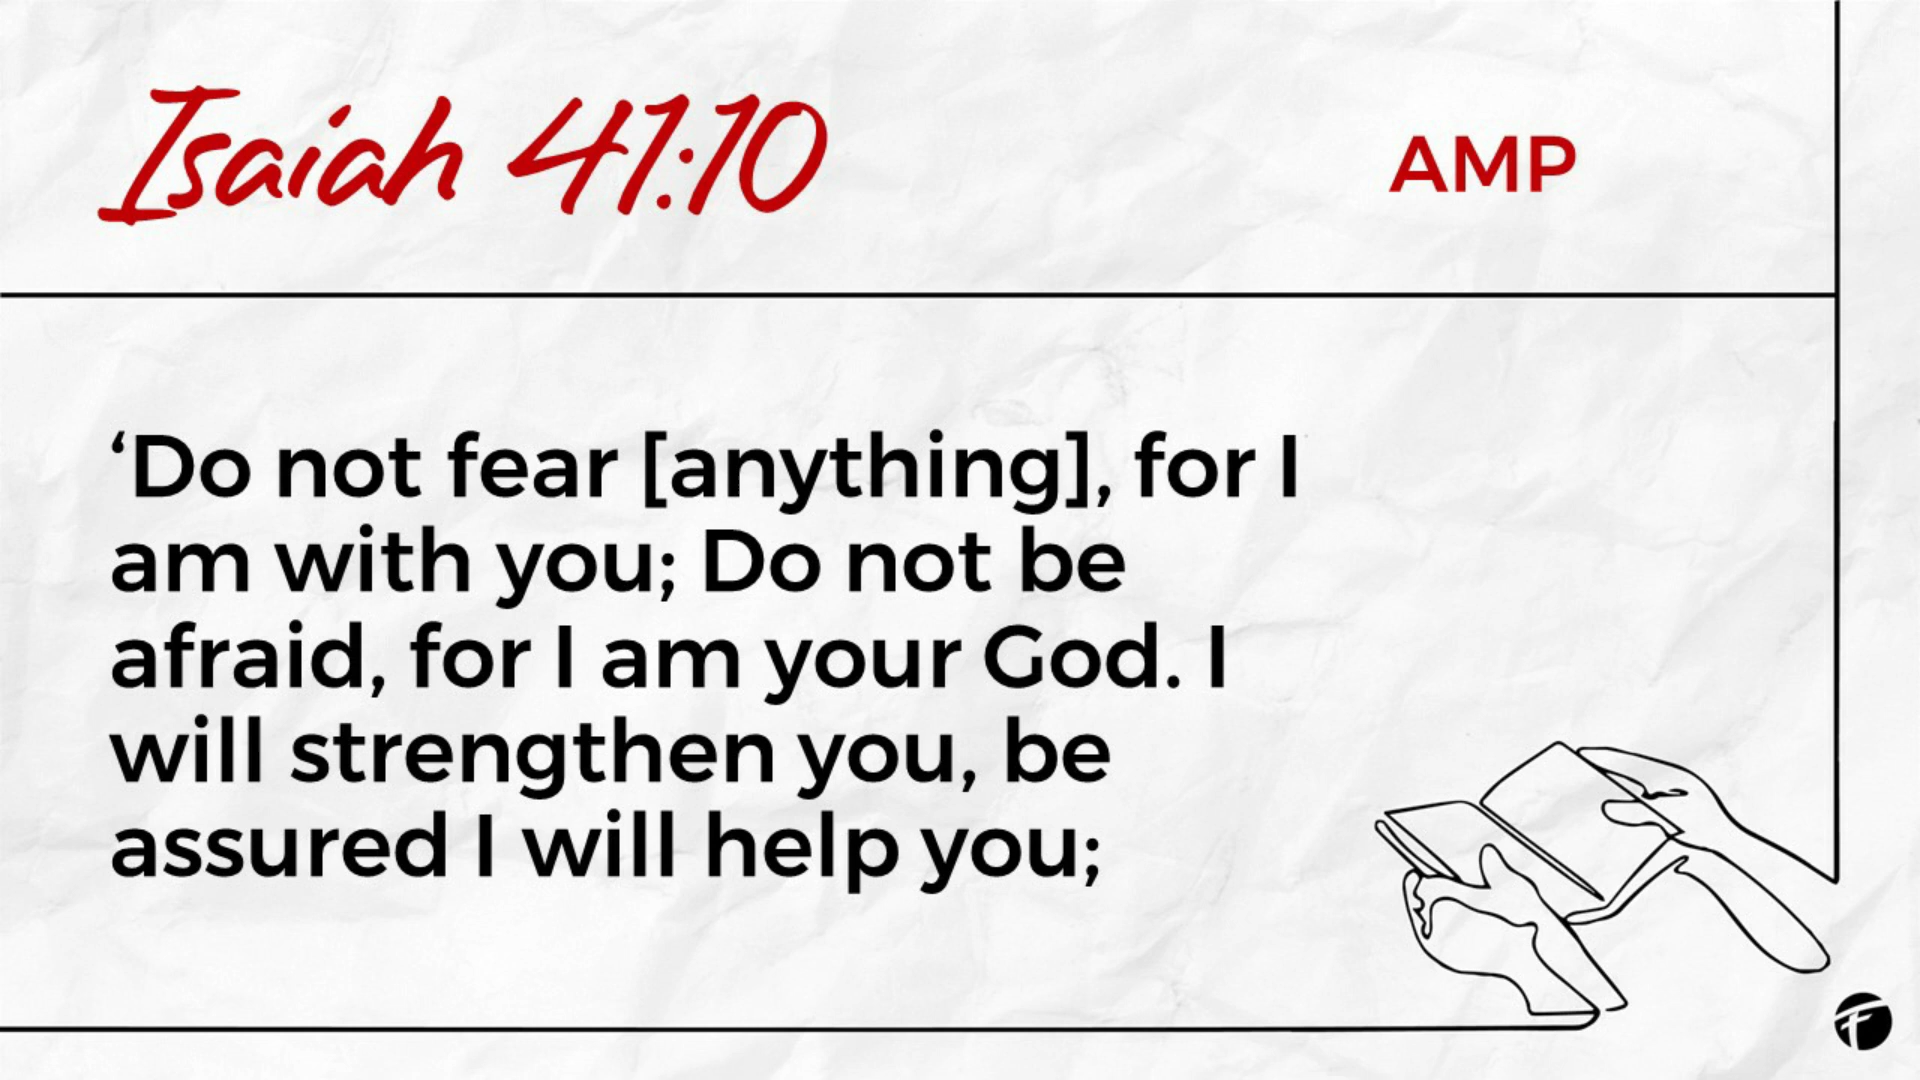 Isaiah 41:10
AMP
‘Do not fear [anything], for I
am with you; Do not be
afraid, for I am your God. I
will strengthen you, be
assured I will help you;